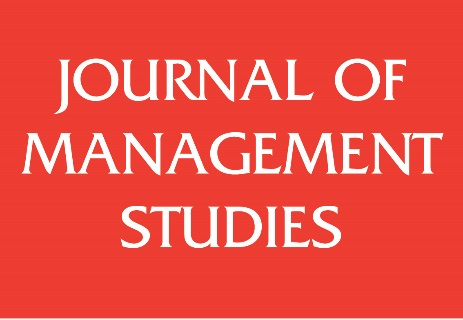 JOURNAL OF
MANAGEMENT
STUDIES